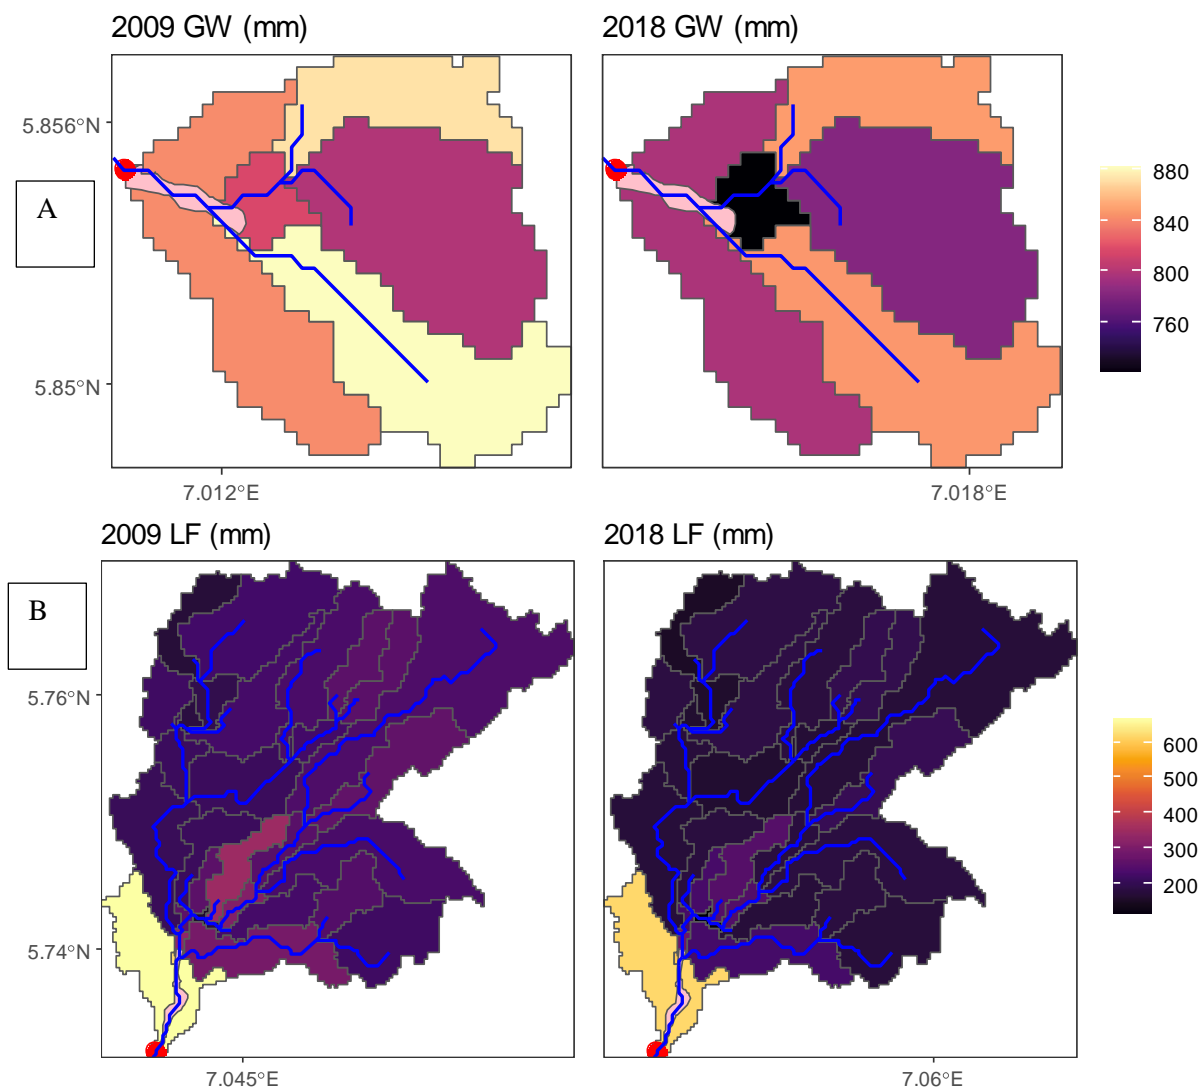 2009 GW (mm)
2018 GW (mm)
5.856°N
A
5.85°N
7.012°E
7.018°E
880
840
800
760
2009 LF (mm)
2018 LF (mm)
B
5.76°N
5.74°N
7.045°E
7.06°E
600
500
400
300
200